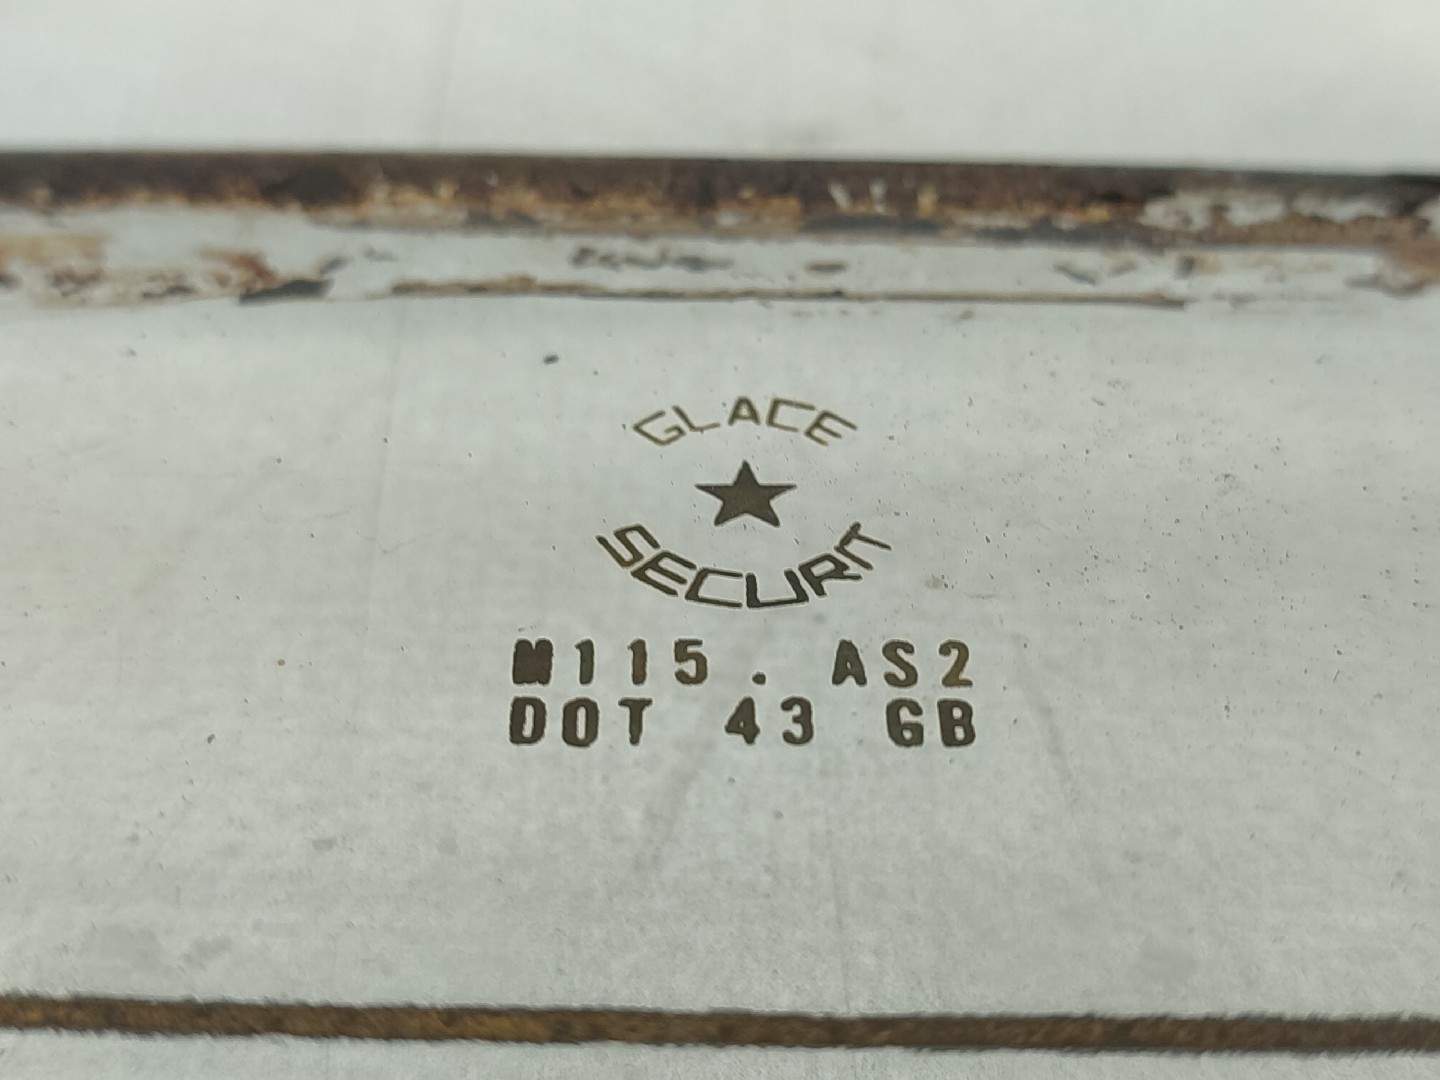 GLACE
SECURIT
M115 . AS2
DOT 43 GB